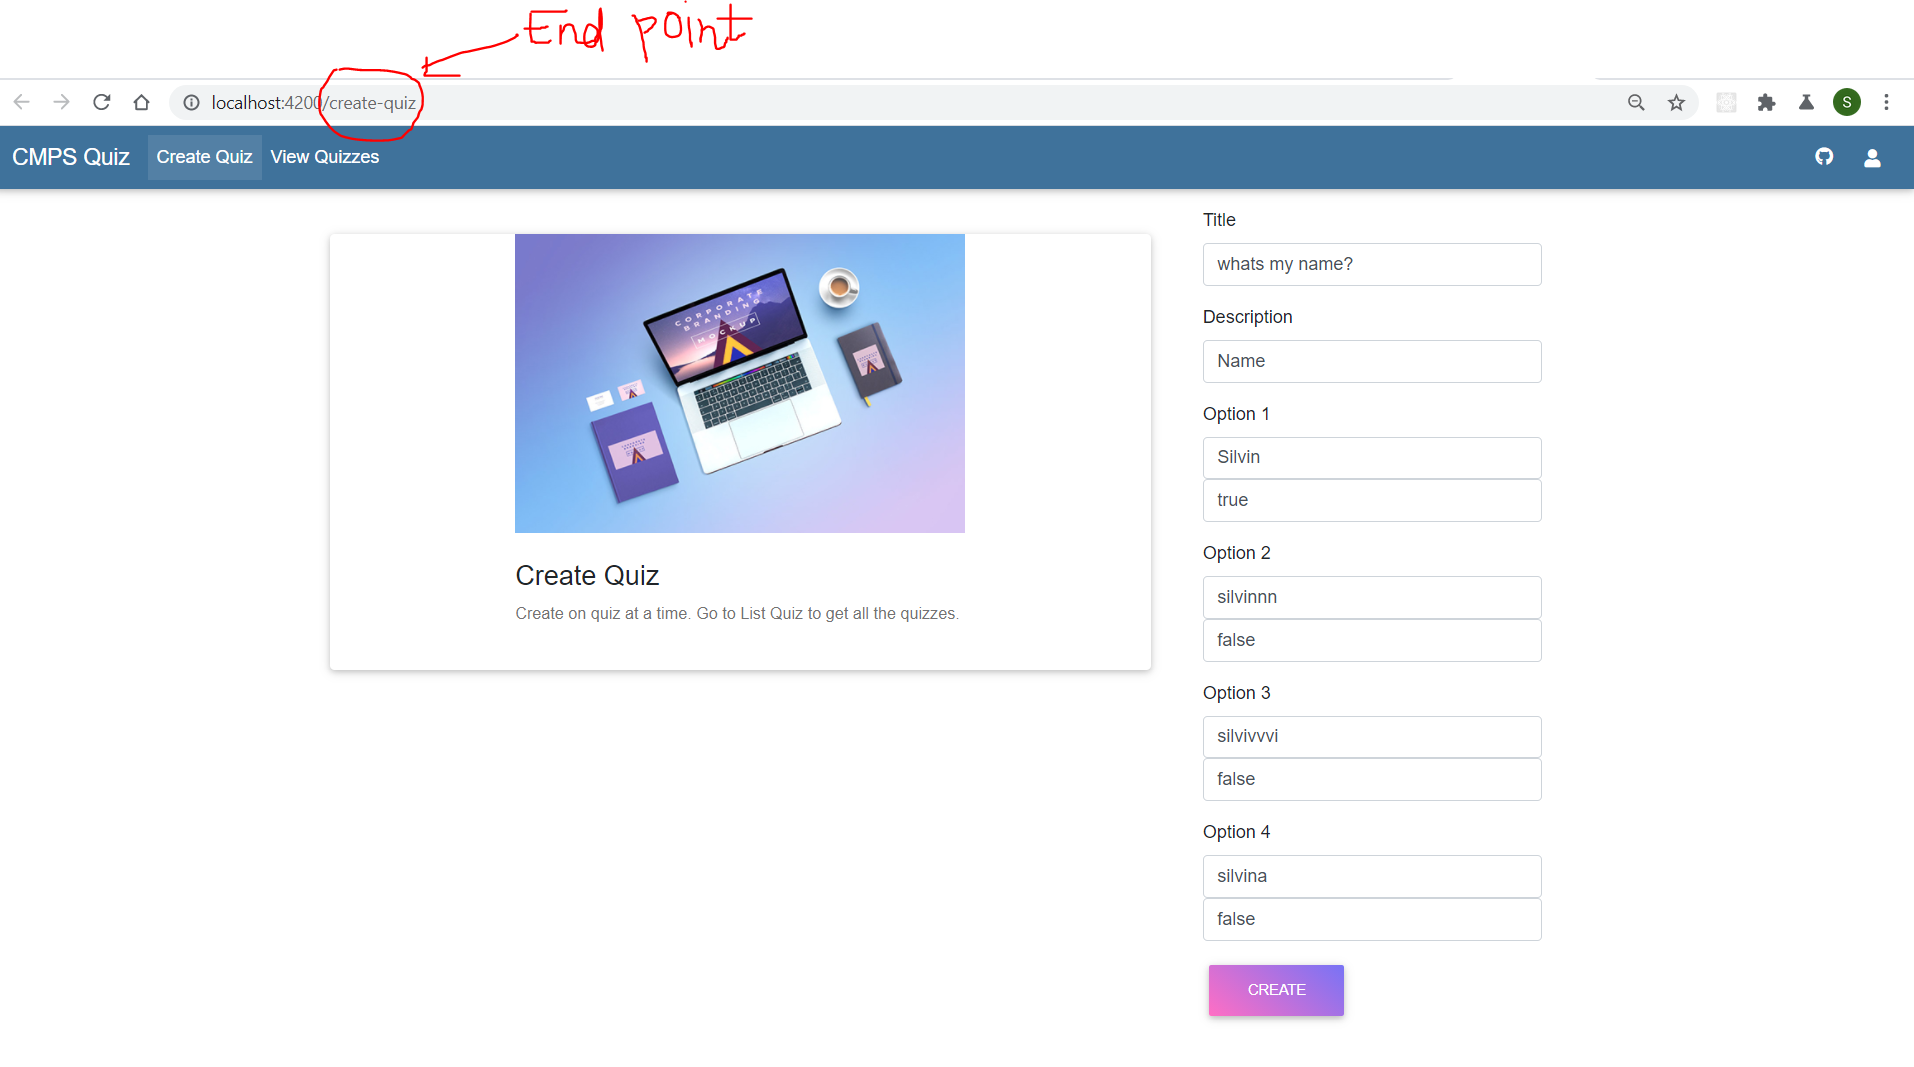 End point
localhost:4200/create-quiz
S
CMPS Quiz Create Quiz View Quizzes
CORPORATE
BRANDING
MOCKUP
Create Quiz
Create on quiz at a time. Go to List Quiz to get all the quizzes.
Title
whats my name?
Description
Name
Option 1
Silvin
true
Option 2
silvinnn
false
Option 3
silvivvvi
false
Option 4
silvina
false
CREATE